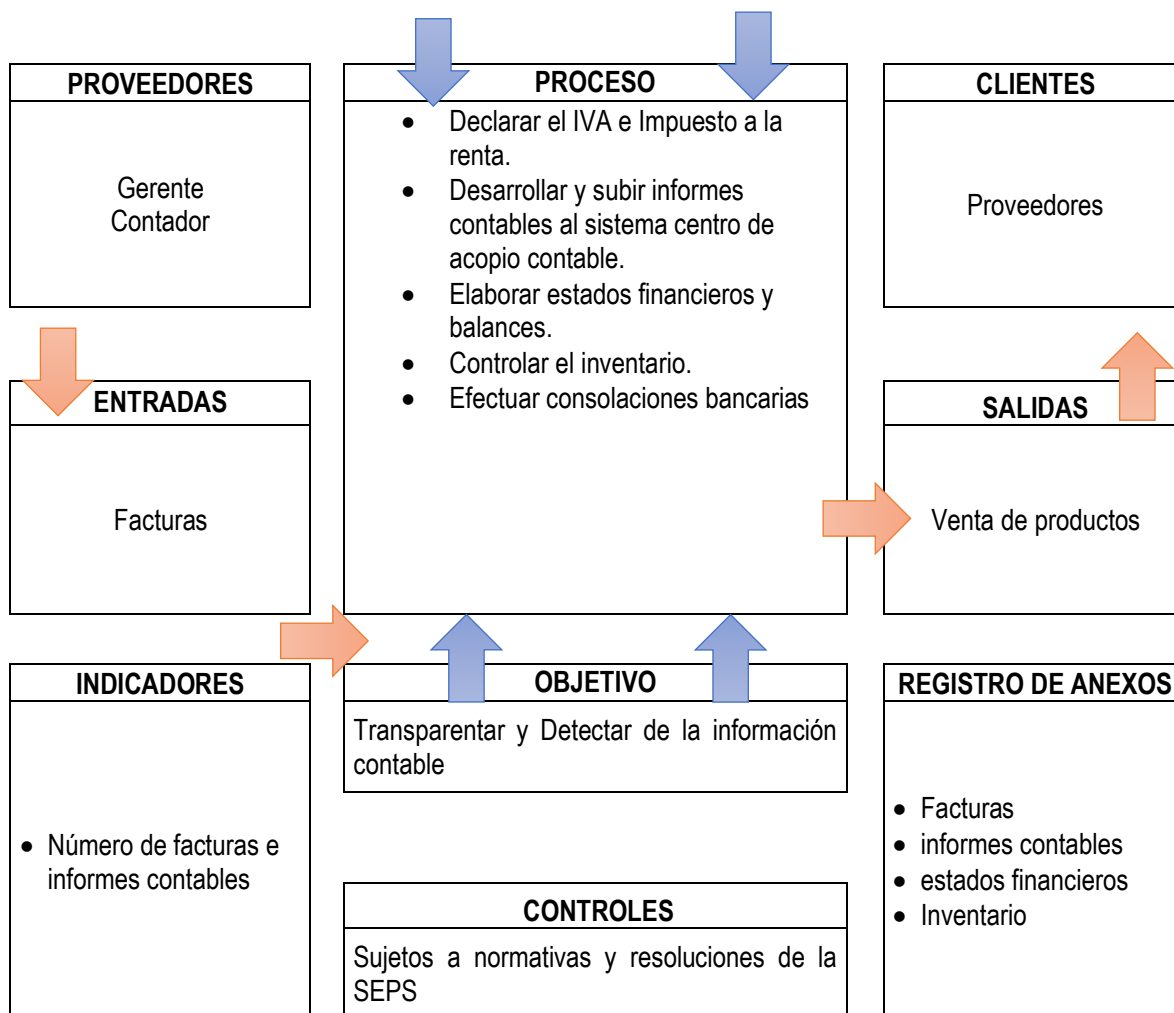 PROVEEDORES
Gerente
Contador
ENTRADAS
Facturas
INDICADORES
• Número de facturas e
informes contables
PROCESO
• Declarar el IVA e Impuesto a la
renta.
• Desarrollar y subir informes
contables al sistema centro de
acopio contable.
• Elaborar estados financieros y
balances.
• Controlar el inventario.
• Efectuar consolaciones bancarias
OBJETIVO
Transparentar y Detectar de la información
contable
CONTROLES
Sujetos a normativas y resoluciones de la
SEPS
CLIENTES
Proveedores
SALIDAS
Venta de productos
REGISTRO DE ANEXOS
• Facturas
• informes contables
• estados financieros
• Inventario